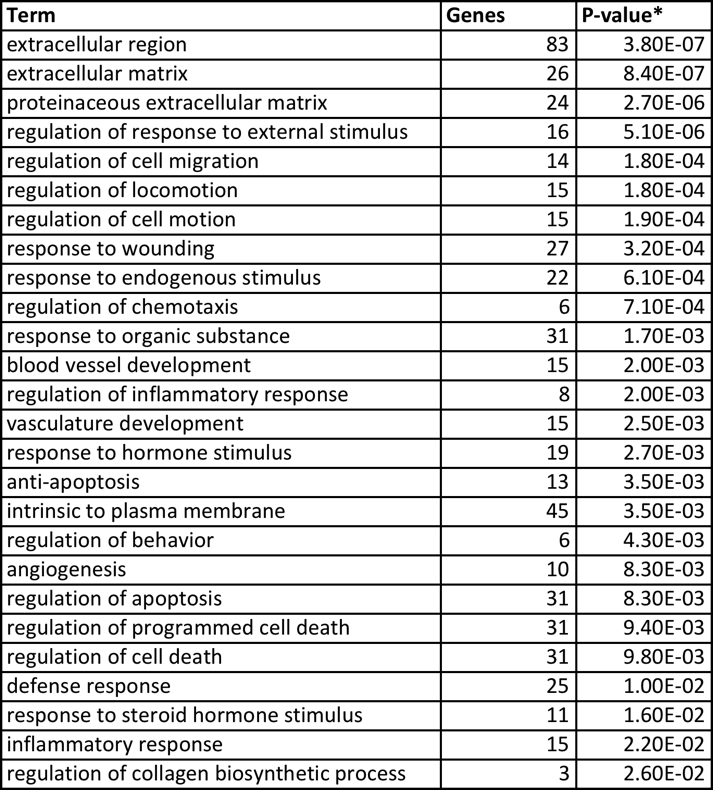 Term Genes P-value*
extracellular region 83 3.80E-07
extracellular matrix 26 8.40E-07
proteinaceous extracellular matrix 24 2.70E-06
regulation of response to external stimulus 16 5.10E-06
regulation of cell migration 14 1.80E-04
regulation of locomotion 15 1.80E-04
regulation of cell motion 15 1.90E-04
response to wounding 27 3.20E-04
response to endogenous stimulus 22 6.10E-04
regulation of chemotaxis 6 7.10E-04
response to organic substance 31 1.70E-03
blood vessel development 15 2.00E-03
regulation of inflammatory response 8 2.00E-03
vasculature development 15 2.50E-03
response to hormone stimulus 19 2.70E-03
anti-apoptosis 13 3.50E-03
intrinsic to plasma membrane 45 3.50E-03
regulation of behavior 6 4.30E-03
angiogenesis 10 8.30E-03
regulation of apoptosis 31 8.30E-03
regulation of programmed cell death 31 9.40E-03
regulation of cell death 31 9.80E-03
defense response 25 1.00E-02
response to steroid hormone stimulus 11 1.60E-02
inflammatory response 15 2.20E-02
regulation of collagen biosynthetic process 3 2.60E-02